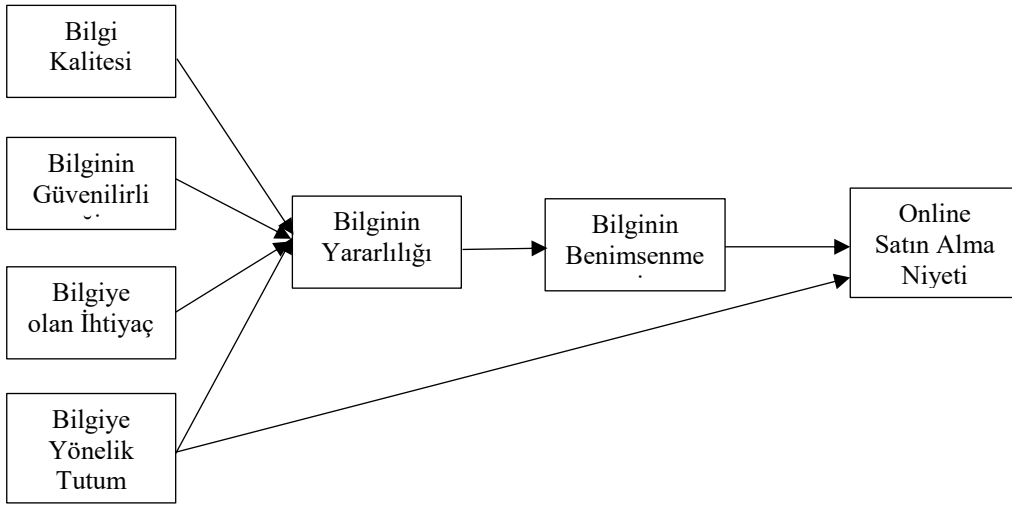 Bilgi
Kalitesi
Bilginin
Güvenilirli
Bilgiye
olan İhtiyaç
Bilgiye
Yönelik
Tutum
Bilginin
Yararlılığı
Bilginin
Benimsenme
Online
Satın Alma
Niyeti